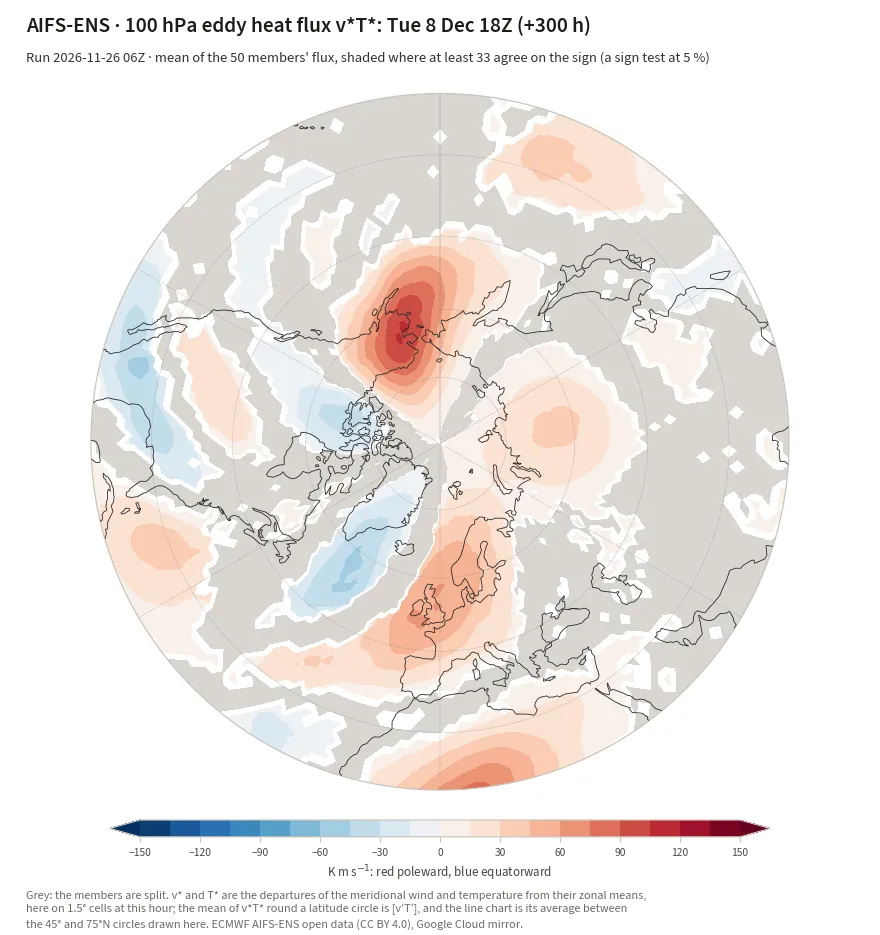 AIFS-ENS · 100 hPa eddy heat flux v*T*: Tue 8 Dec 18Z (+300 h)
Run 2026-11-26 06Z · mean of the 50 members' flux, shaded where at least 33 agree on the sign (a sign test at 5 %)
−150 −120 −90 −60 −30 0 30 60 90 120 150
K m s⁻¹: red poleward, blue equatorward
Grey: the members are split. v* and T* are the departures of the meridional wind and temperature from their zonal means,
here on 1.5° cells at this hour; the mean of v*T* round a latitude circle is [v'T'], and the line chart is its average between
the 45° and 75°N circles drawn here. ECMWF AIFS-ENS open data (CC BY 4.0), Google Cloud mirror.